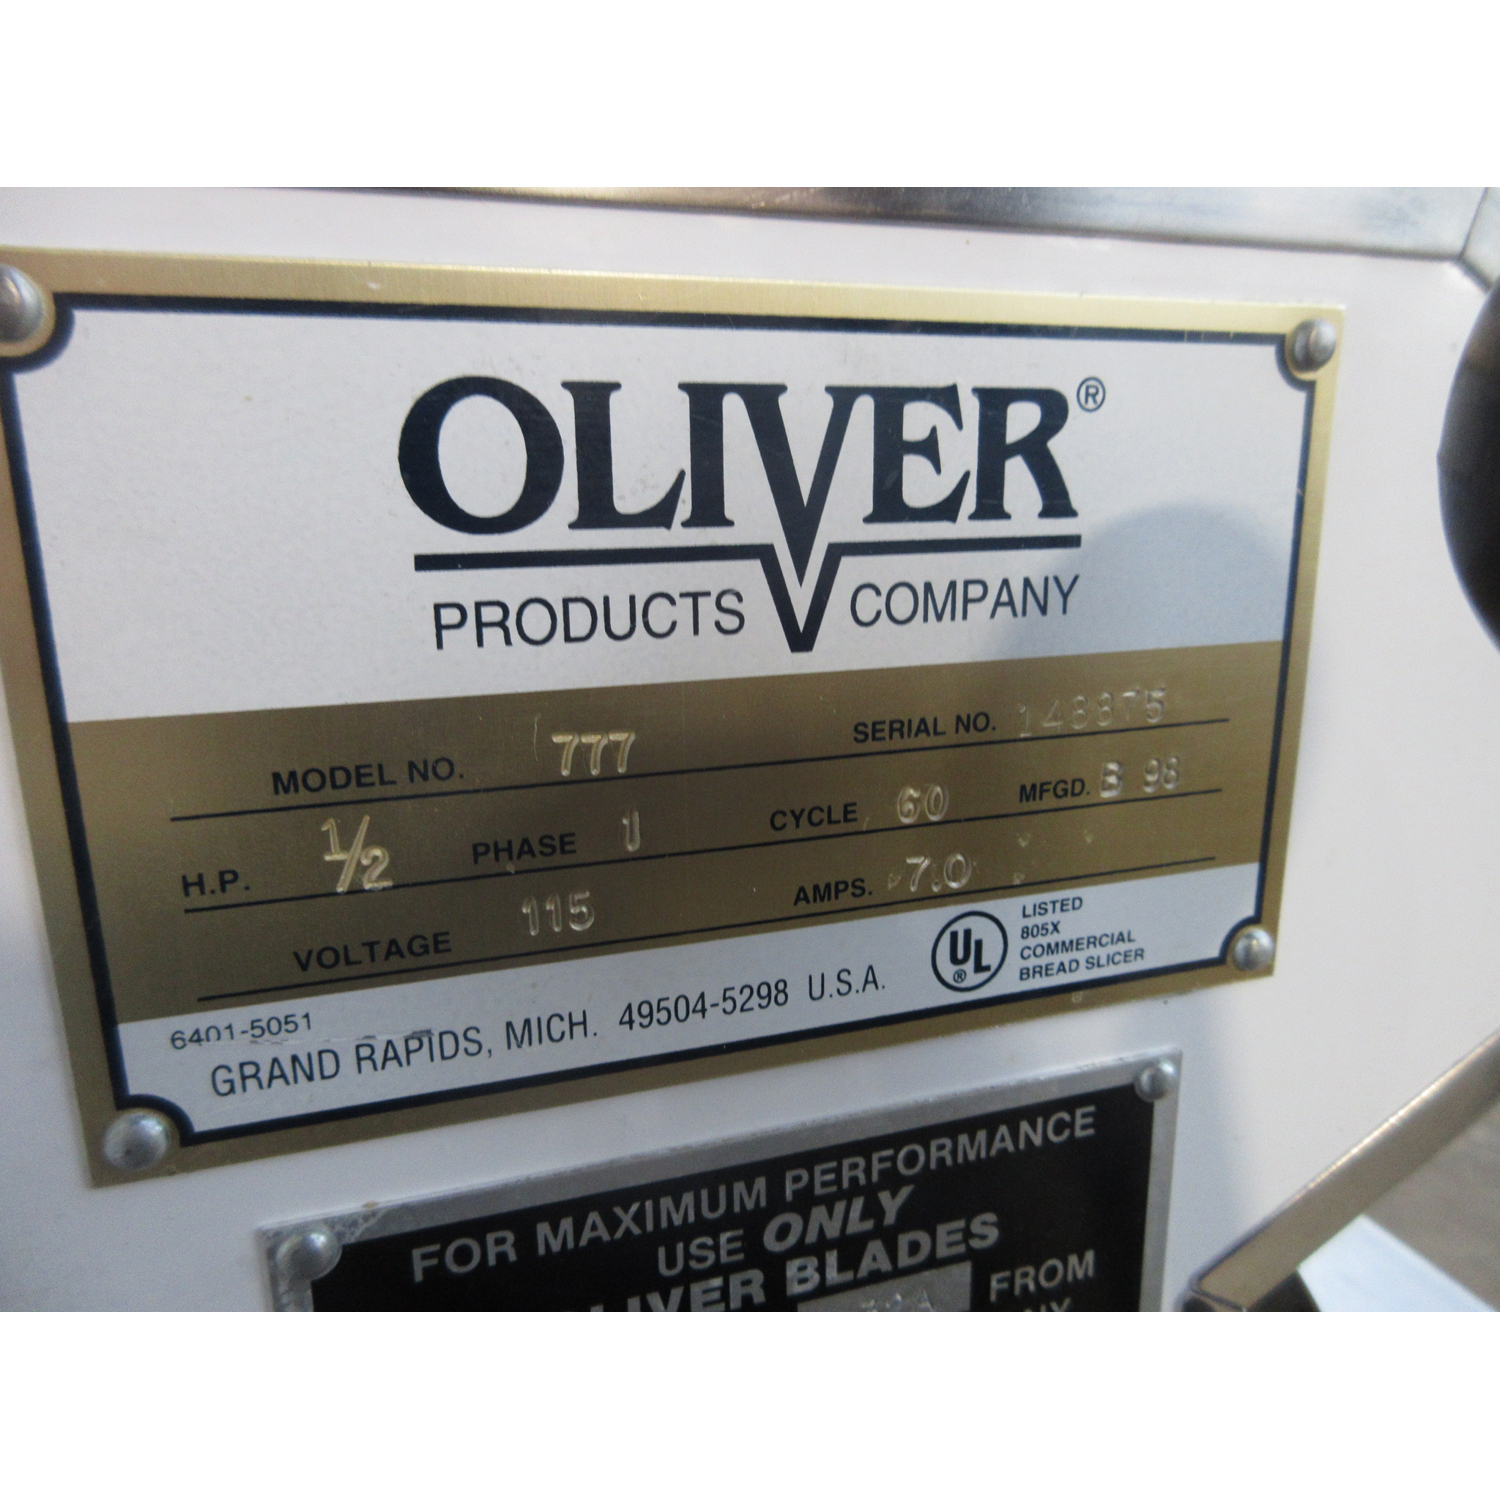 OLIVER®
PRODUCTS COMPANY
MODEL NO. 777 SERIAL NO.
H.P. 1/2 PHASE 1 CYCLE 60 MFGD. B 98
VOLTAGE 115 AMPS. 7.0
6401-5051
GRAND RAPIDS, MICH. 49504-5298 U.S.A.
UL®
LISTED
805X
COMMERCIAL
BREAD SLICER
FOR MAXIMUM PERFORMANCE
USE ONLY
BLADES
FROM